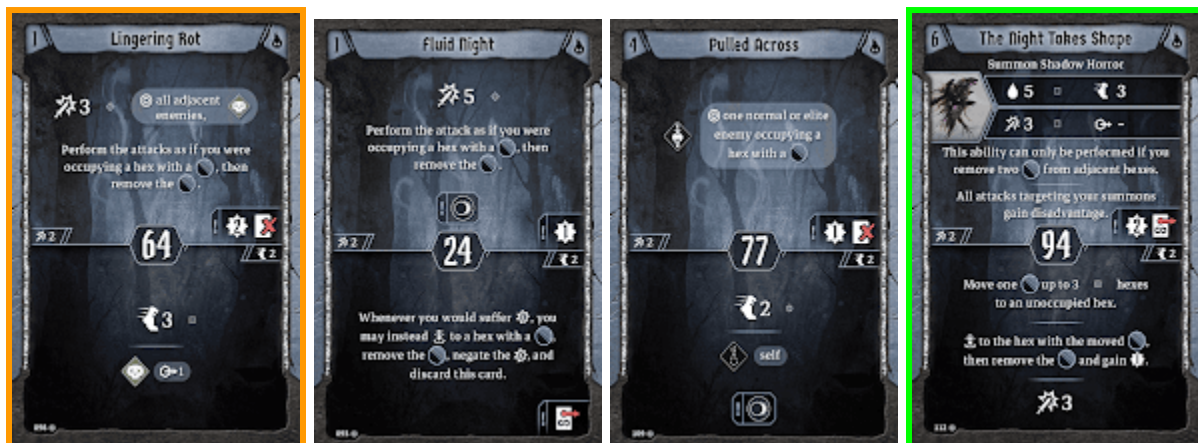 1
Lingering Rot
3
all adjacent
enemies,
Perform the attacks as if you were
occupying a hex with a , then
remove the .
2
2
64
2
3
1
1
Fluid Night
5
Perform the attack as if you were
occupying a hex with a , then
remove the .
2
1
24
2
Whenever you would suffer , you
may instead to a hex with a ,
remove the , negate the , and
discard this card.
4
Pulled Across
one normal or elite
enemy occupying a
hex with a
2
1
77
2
2
self
6
The Night Takes Shape
Summon Shadow Horror
5
3
3
-
This ability can only be performed if you
remove two from adjacent hexes.
All attacks targeting your summons
gain disadvantage.
2
2
94
2
Move one up to 3 hexes
to an unoccupied hex.
to the hex with the moved ,
then remove the and gain .
3